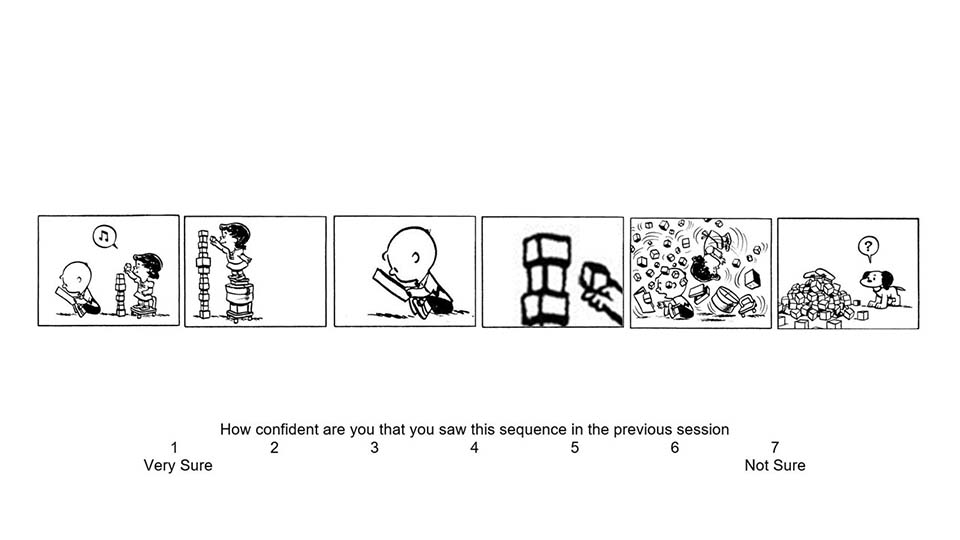 ?
How confident are you that you saw this sequence in the previous session
1 2 3 4 5 6 7
Very Sure Not Sure